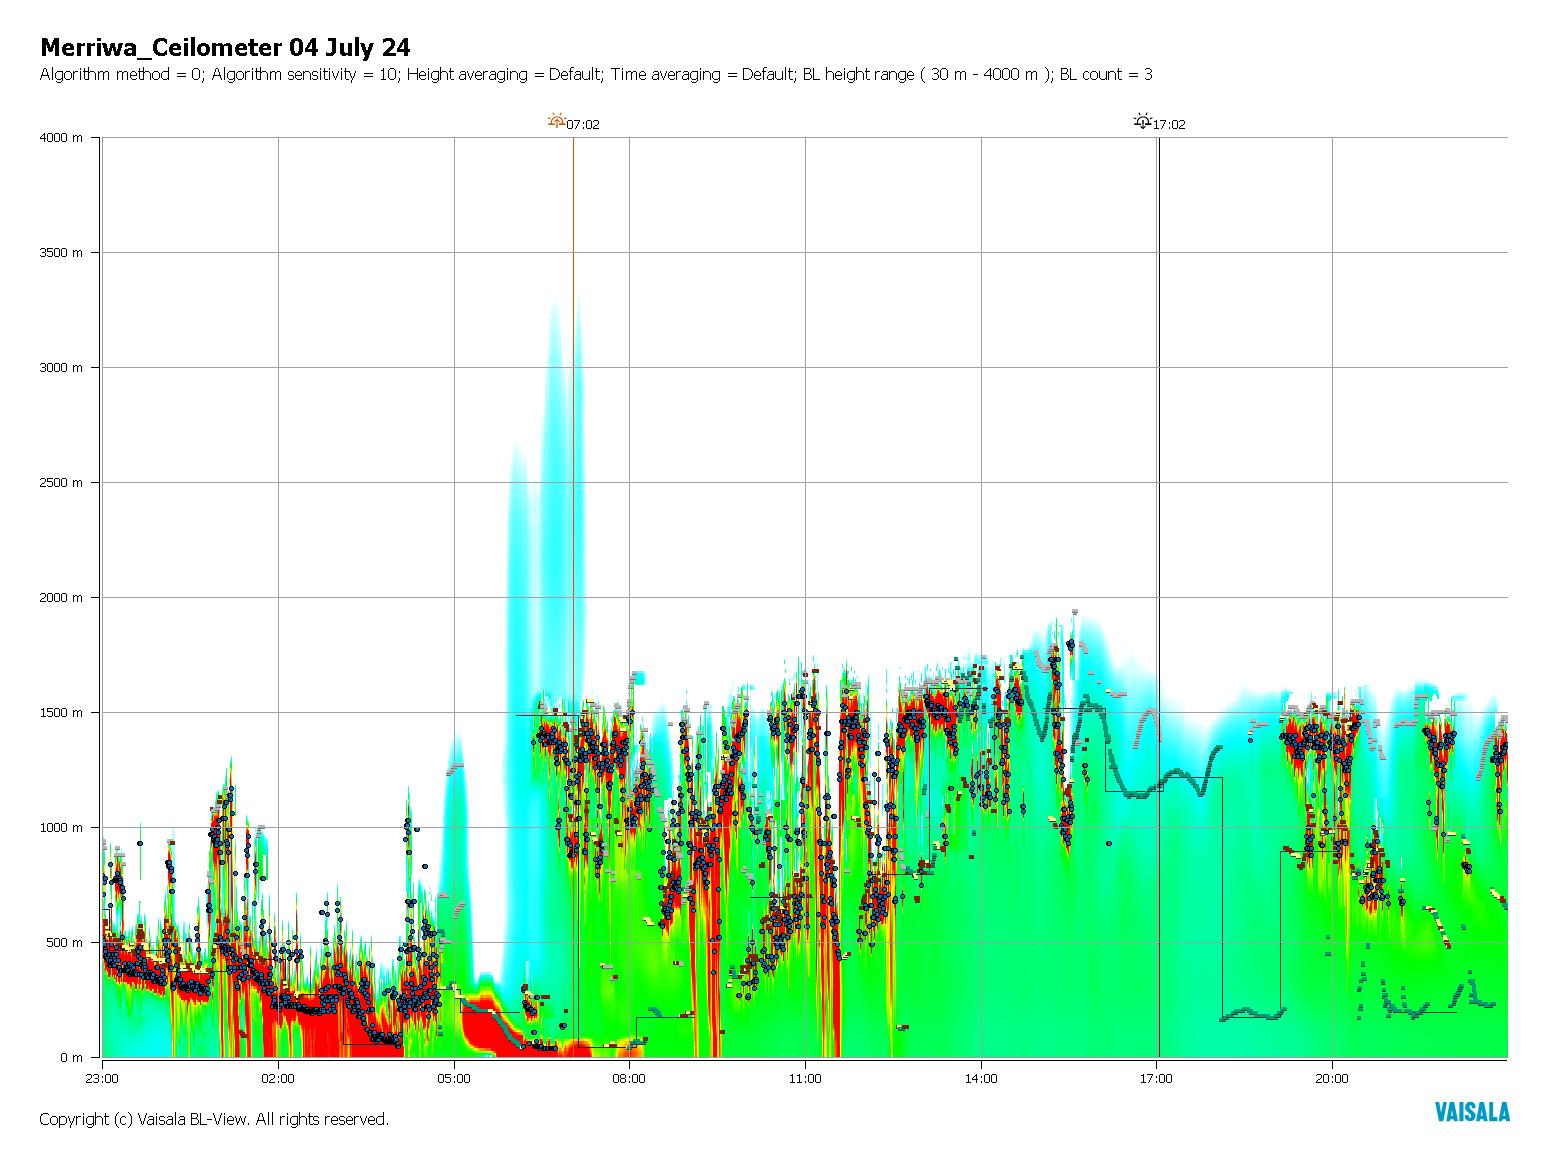 Merriwa_Ceilometer 04 July 24
Algorithm method = 0; Algorithm sensitivity = 10; Height averaging = Default; Time averaging = Default; BL height range ( 30 m - 4000 m ); BL count = 3
07:02
17:02
4000 m
3500 m
3000 m
2500 m
2000 m
1500 m
1000 m
500 m
0 m
23:00
02:00
05:00
08:00
11:00
14:00
17:00
20:00
Copyright (c) Vaisala BL-View. All rights reserved.
VAISALA